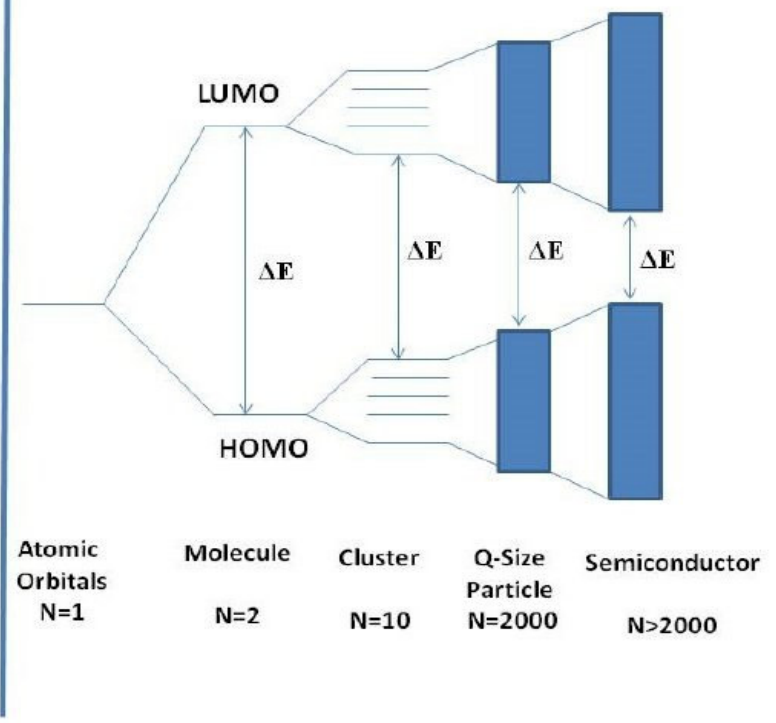 LUMO
ΔE
ΔE
ΔE
ΔE
HOMO
Atomic
Orbitals
N=1
Molecule
N=2
Cluster
N=10
Q-Size
Particle
N=2000
Semiconductor
N>2000